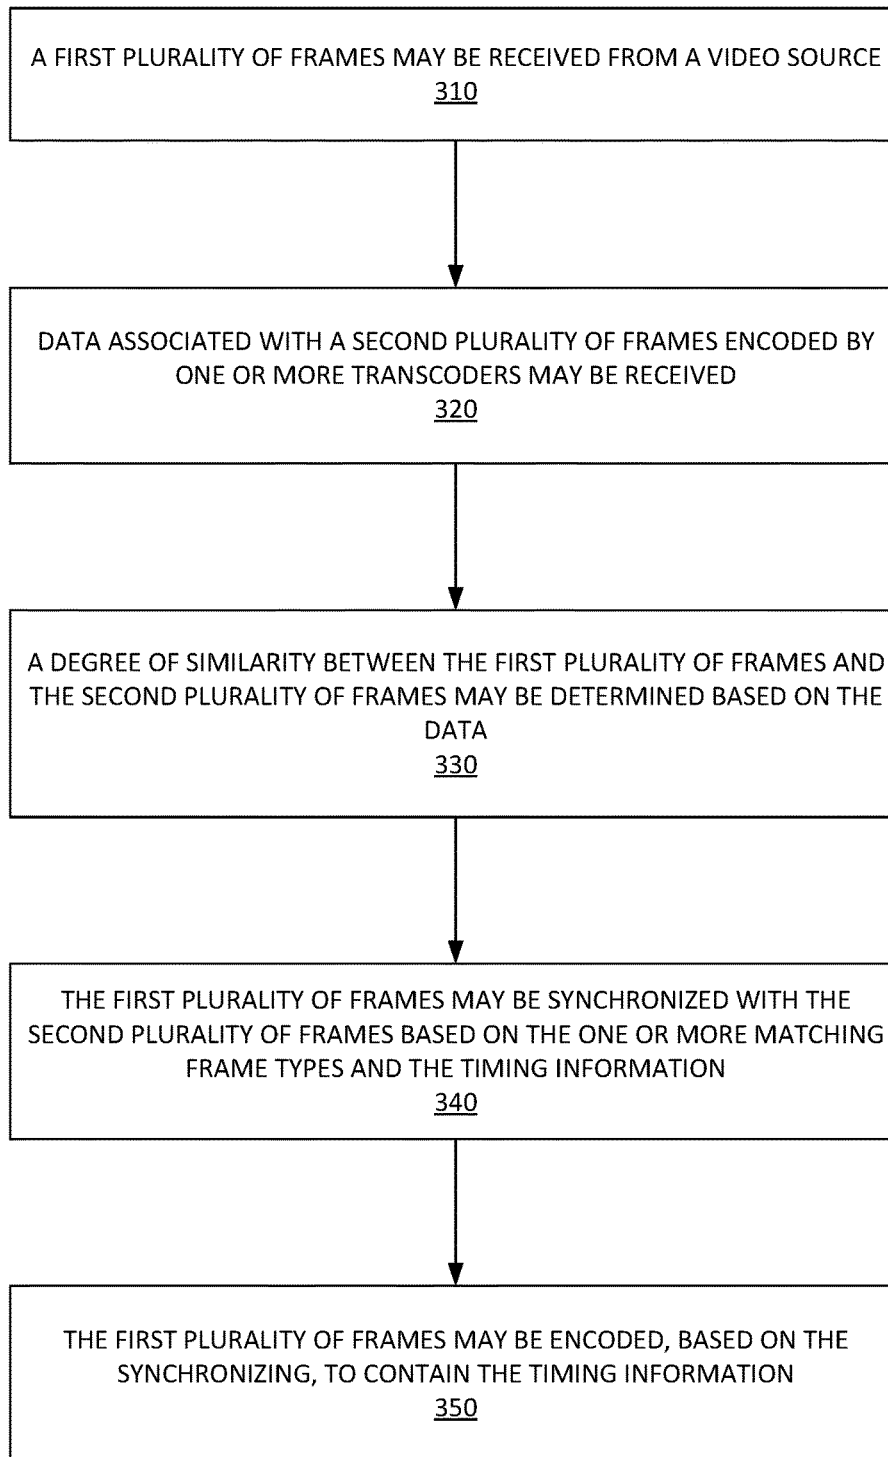 A FIRST PLURALITY OF FRAMES MAY BE RECEIVED FROM A VIDEO SOURCE
310
DATA ASSOCIATED WITH A SECOND PLURALITY OF FRAMES ENCODED BY
ONE OR MORE TRANSCODERS MAY BE RECEIVED
320
A DEGREE OF SIMILARITY BETWEEN THE FIRST PLURALITY OF FRAMES AND
THE SECOND PLURALITY OF FRAMES MAY BE DETERMINED BASED ON THE
DATA
330
THE FIRST PLURALITY OF FRAMES MAY BE SYNCHRONIZED WITH THE
SECOND PLURALITY OF FRAMES BASED ON THE ONE OR MORE MATCHING
FRAME TYPES AND THE TIMING INFORMATION
340
THE FIRST PLURALITY OF FRAMES MAY BE ENCODED, BASED ON THE
SYNCHRONIZING, TO CONTAIN THE TIMING INFORMATION
350